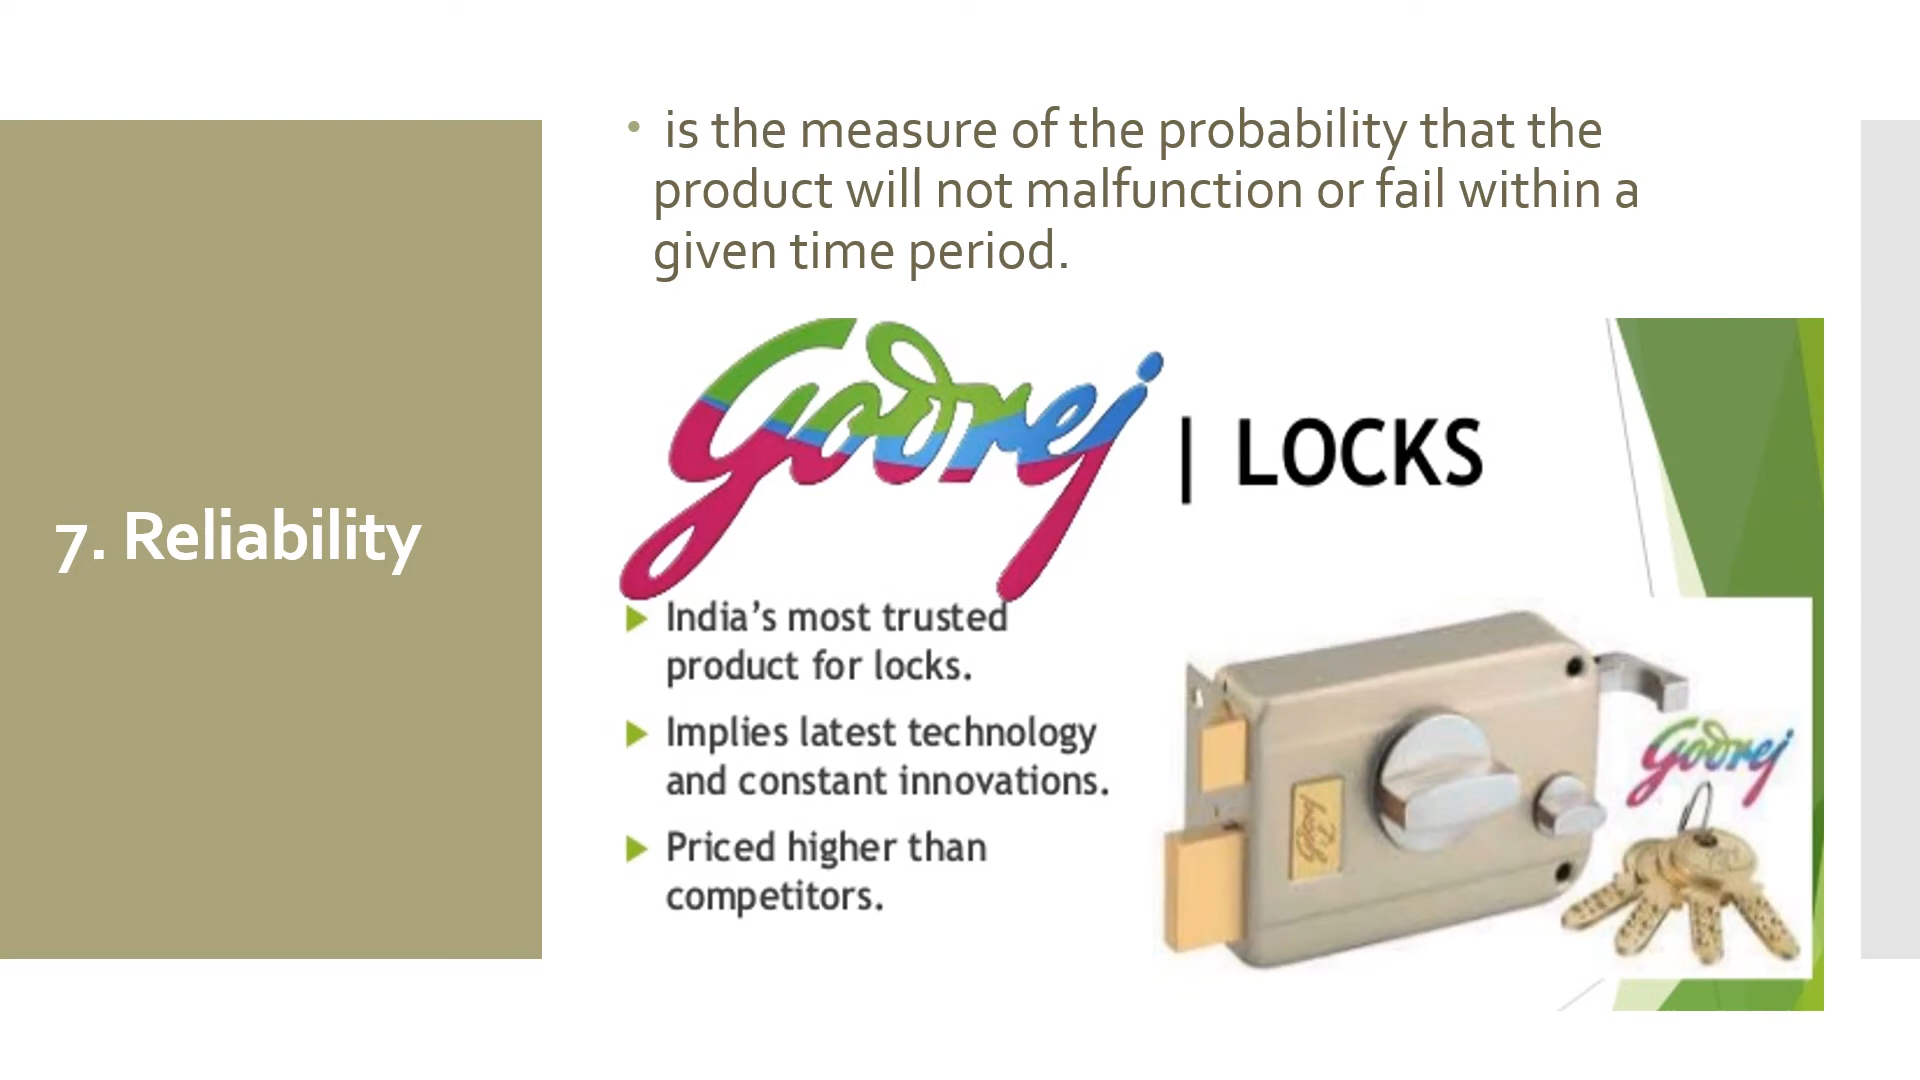 7. Reliability
• is the measure of the probability that the
product will not malfunction or fail within a
given time period.
Godrej | LOCKS
India's most trusted
product for locks.
Implies latest technology
and constant innovations.
Priced higher than
competitors.
Godrej
Godrej